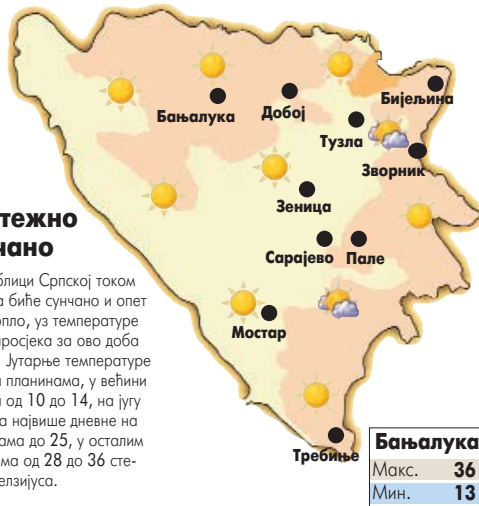 Бањалука
Добој
Бијељина
Тузла
Зворник
Зеница
Сарајево Пале
Мостар
Требиње
тежно
чано
блици Српској током
а биће сунчано и опет
опло, уз температуре
росјека за ово доба
Јутарње температуре
планинама, у већини
од 10 до 14, на југу
а највише дневне на
ама до 25, у осталим
ма од 28 до 36 сте-
елзијуса.
Бањалука
Макс. 36
Мин. 13